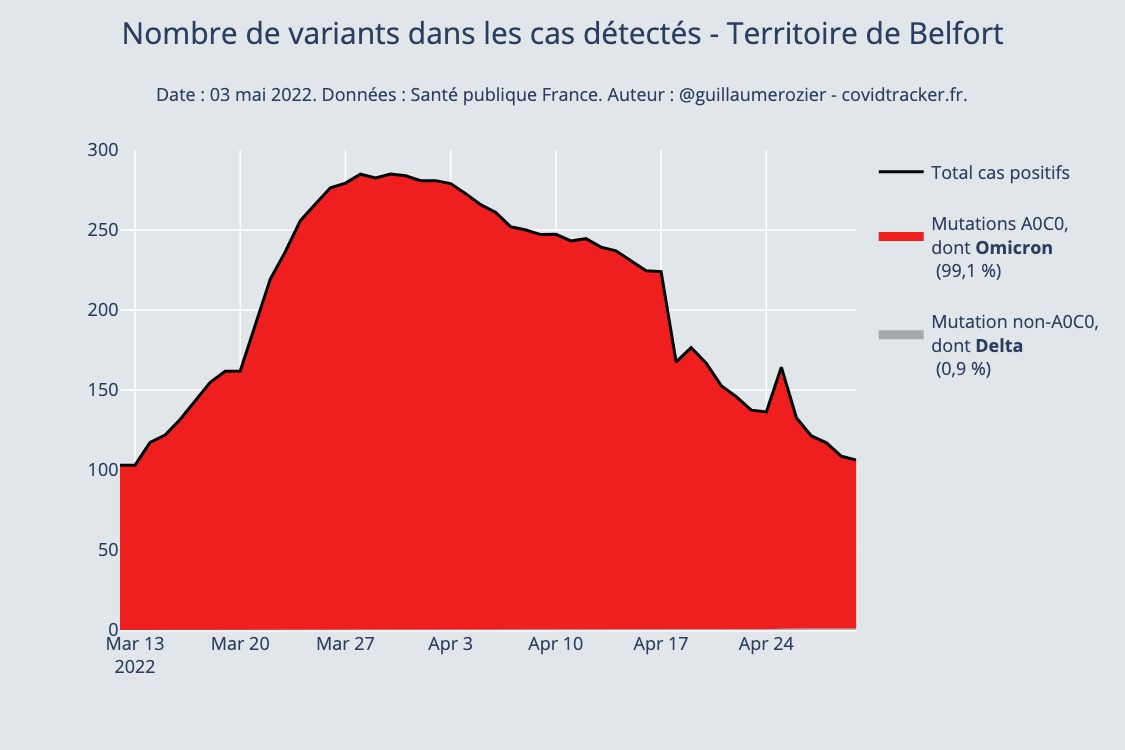 Nombre de variants dans les cas détectés - Territoire de Belfort
Date : 03 mai 2022. Données : Santé publique France. Auteur : @guillaumerozier - covidtracker.fr.
300
250
200
150
100
50
0
Mar 13
2022
Mar 20
Mar 27
Apr 3
Apr 10
Apr 17
Apr 24
Total cas positifs
Mutations A0C0,
dont Omicron
(99,1 %)
Mutation non-A0C0,
dont Delta
(0,9 %)